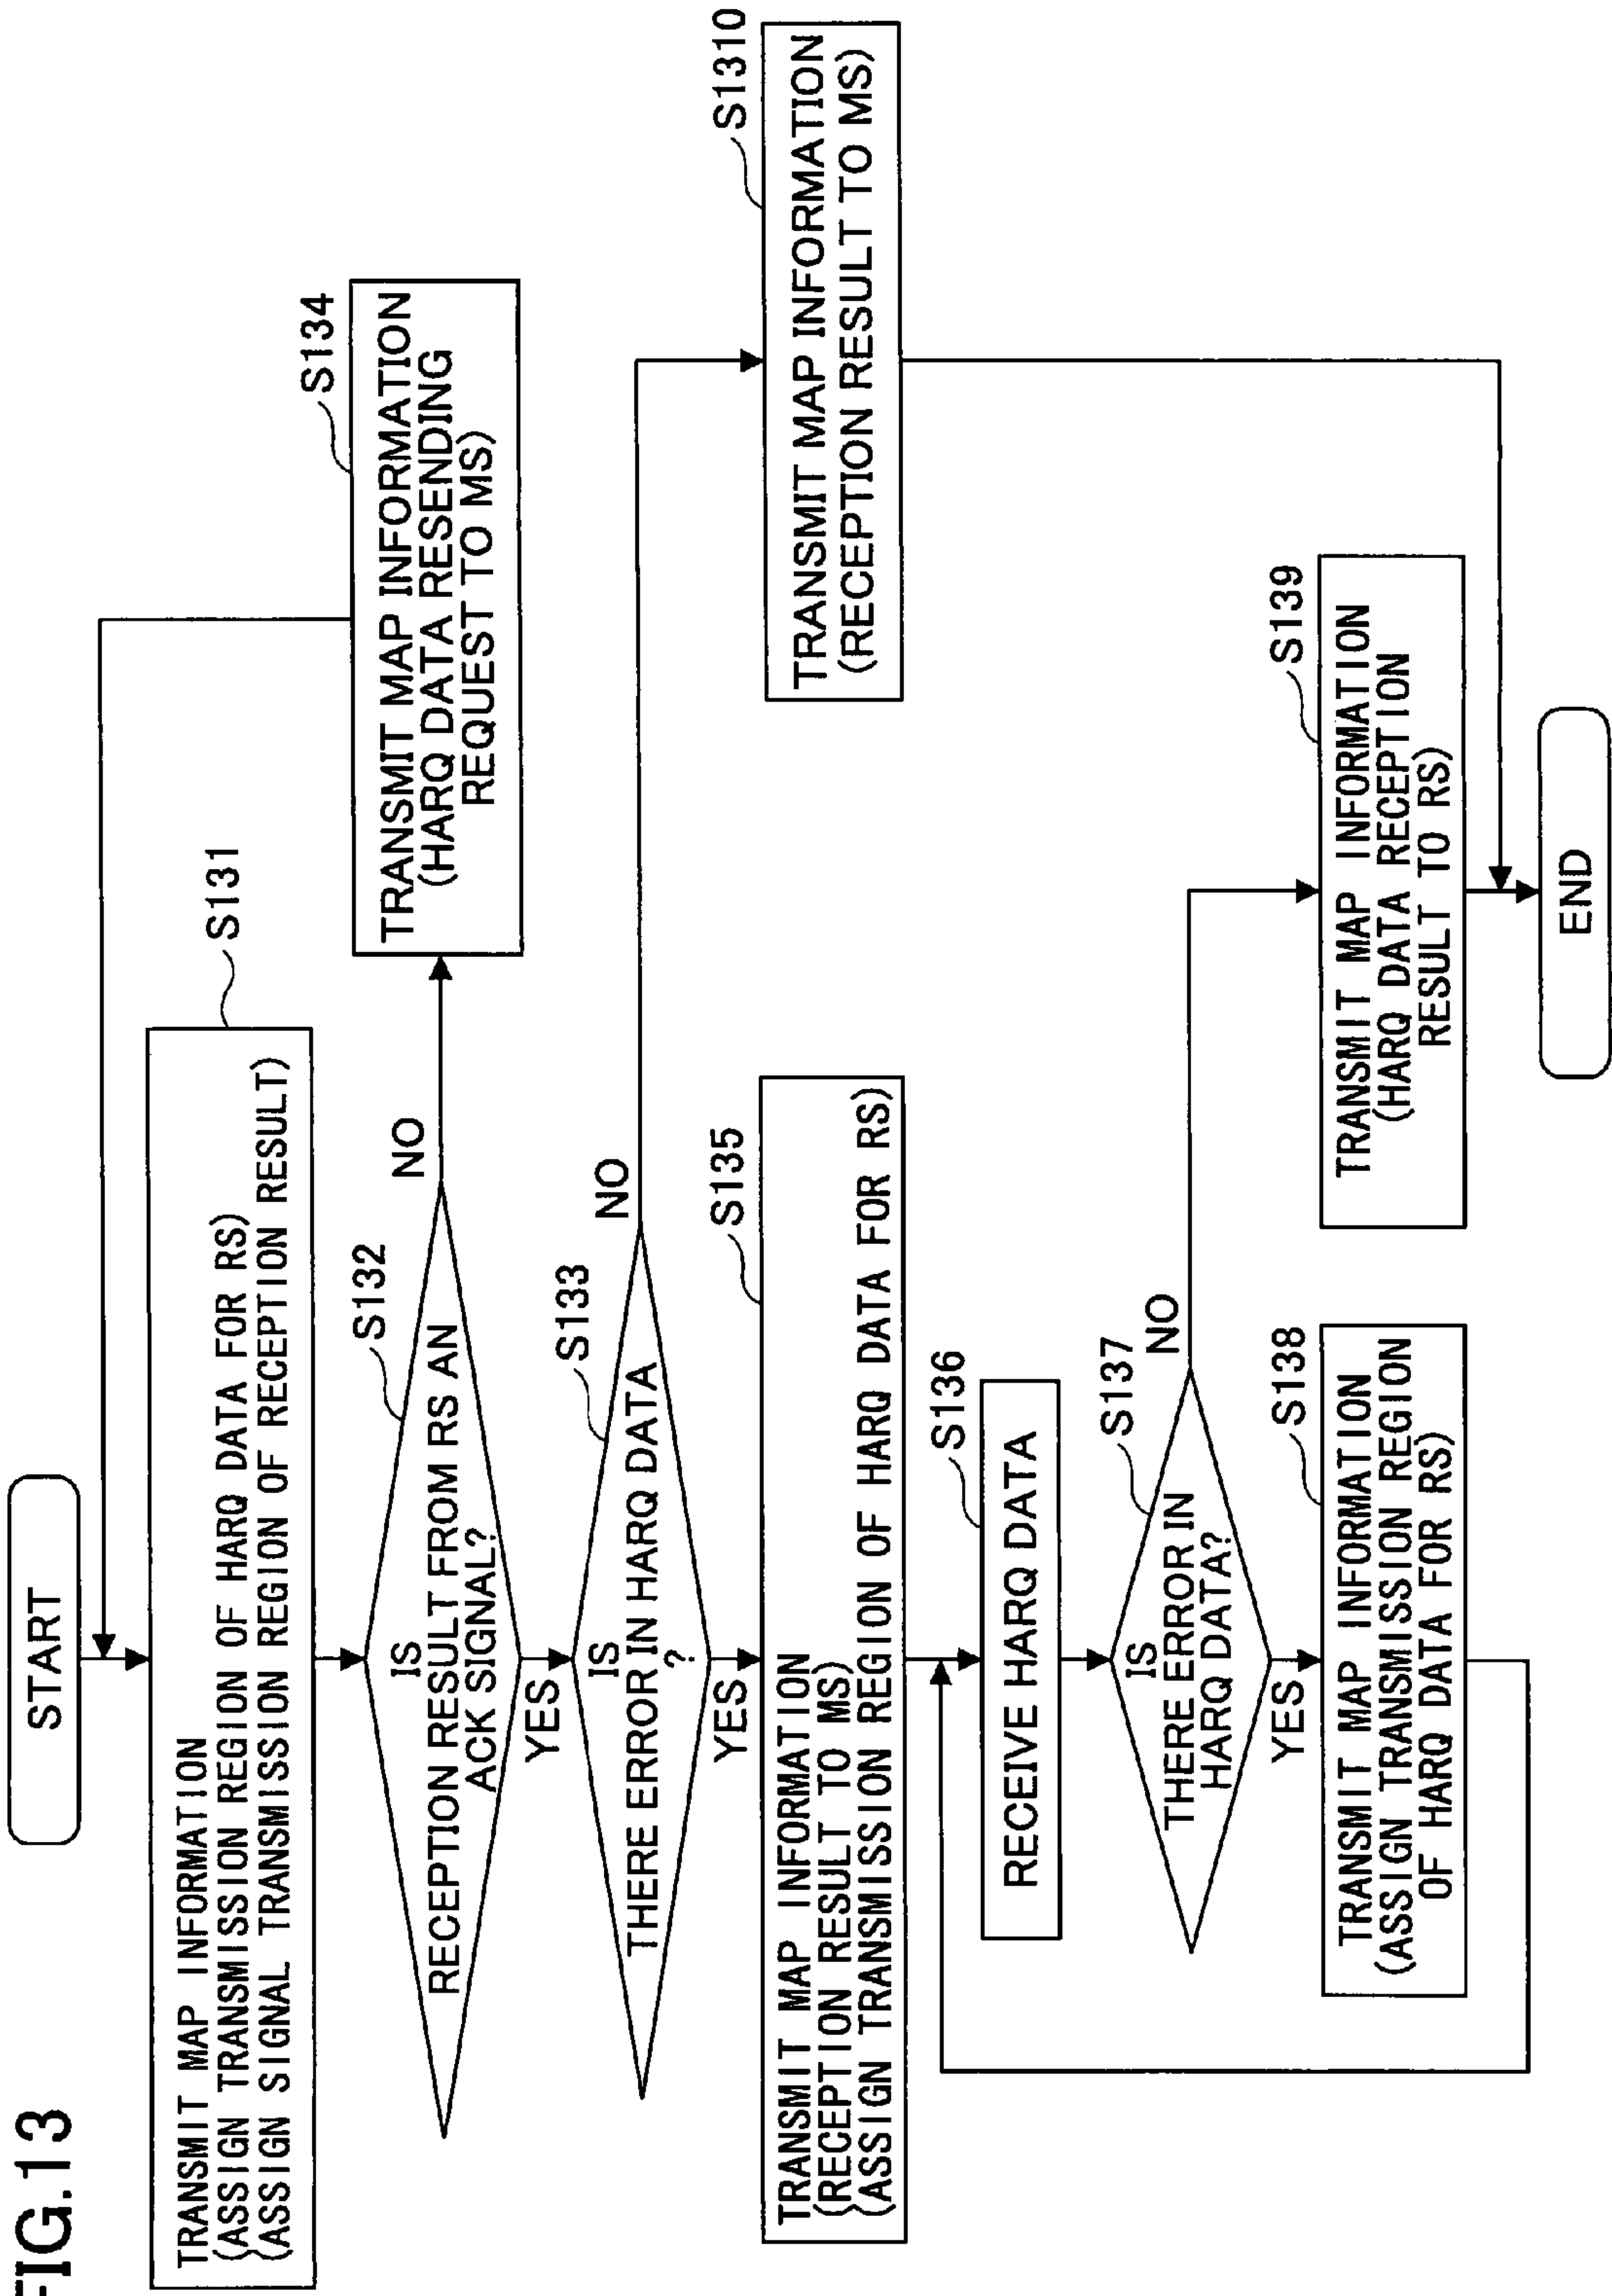 FIG.13
START
S131
TRANSMIT MAP INFORMATION
(ASSIGN TRANSMISSION REGION OF HARQ DATA FOR RS)
(ASSIGN SIGNAL TRANSMISSION REGION OF RECEPTION RESULT)
S132
IS
RECEPTION RESULT FROM RS AN
ACK SIGNAL?
NO
YES
S134
TRANSMIT MAP INFORMATION
(HARQ DATA RESENDING
REQUEST TO MS)
S133
IS
THERE ERROR IN HARQ DATA
?
NO
YES
S1310
TRANSMIT MAP INFORMATION
(RECEPTION RESULT TO MS)
S135
TRANSMIT MAP INFORMATION
(RECEPTION RESULT TO MS)
(ASSIGN TRANSMISSION REGION OF HARQ DATA FOR RS)
S136
RECEIVE HARQ DATA
S137
IS
THERE ERROR IN
HARQ DATA?
NO
YES
S138
TRANSMIT MAP INFORMATION
(ASSIGN TRANSMISSION REGION
OF HARQ DATA FOR RS)
S139
TRANSMIT MAP INFORMATION
(HARQ DATA RECEPTION
RESULT TO RS)
END